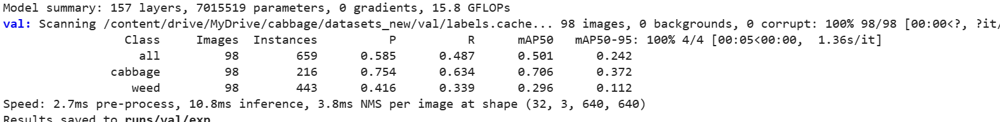 Model summary: 157 layers, 7015519 parameters, 0 gradients, 15.8 GFLOPs
val: Scanning /content/drive/MyDrive/cabbage/datasets_new/val/labels.cache... 98 images, 0 backgrounds, 0 corrupt: 100% 98/98 [00:00<?, ?it/
Class Images Instances P R mAP50 mAP50-95: 100% 4/4 [00:05<00:00, 1.36s/it]
all 98 659 0.585 0.487 0.501 0.242
cabbage 98 216 0.754 0.634 0.706 0.372
weed 98 443 0.416 0.339 0.296 0.112
Speed: 2.7ms pre-process, 10.8ms inference, 3.8ms NMS per image at shape (32, 3, 640, 640)
Results saved to runs/val/exp